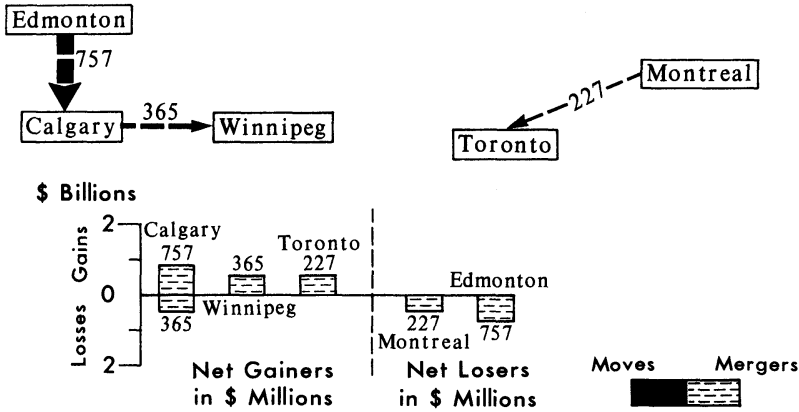 Edmonton
757
Montreal
227
365
Calgary
Winnipeg
Toronto
$ Billions
2
Gains
0
Losses
2
Calgary
757
365
365
Winnipeg
Toronto
227
227
Montreal
Edmonton
757
Net Gainers
in $ Millions
Net Losers
in $ Millions
Moves
Mergers